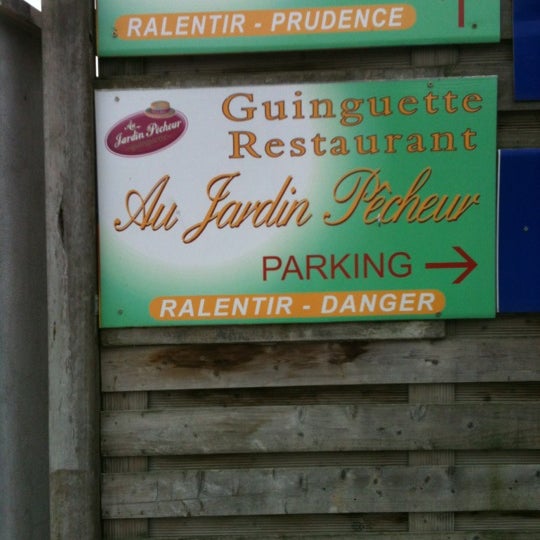 RALENTIR - PRUDENCE
Guinguette
Restaurant
Au
Jardin Pêcheur
Au Jardin Pêcheur
PARKING
RALENTIR - DANGER